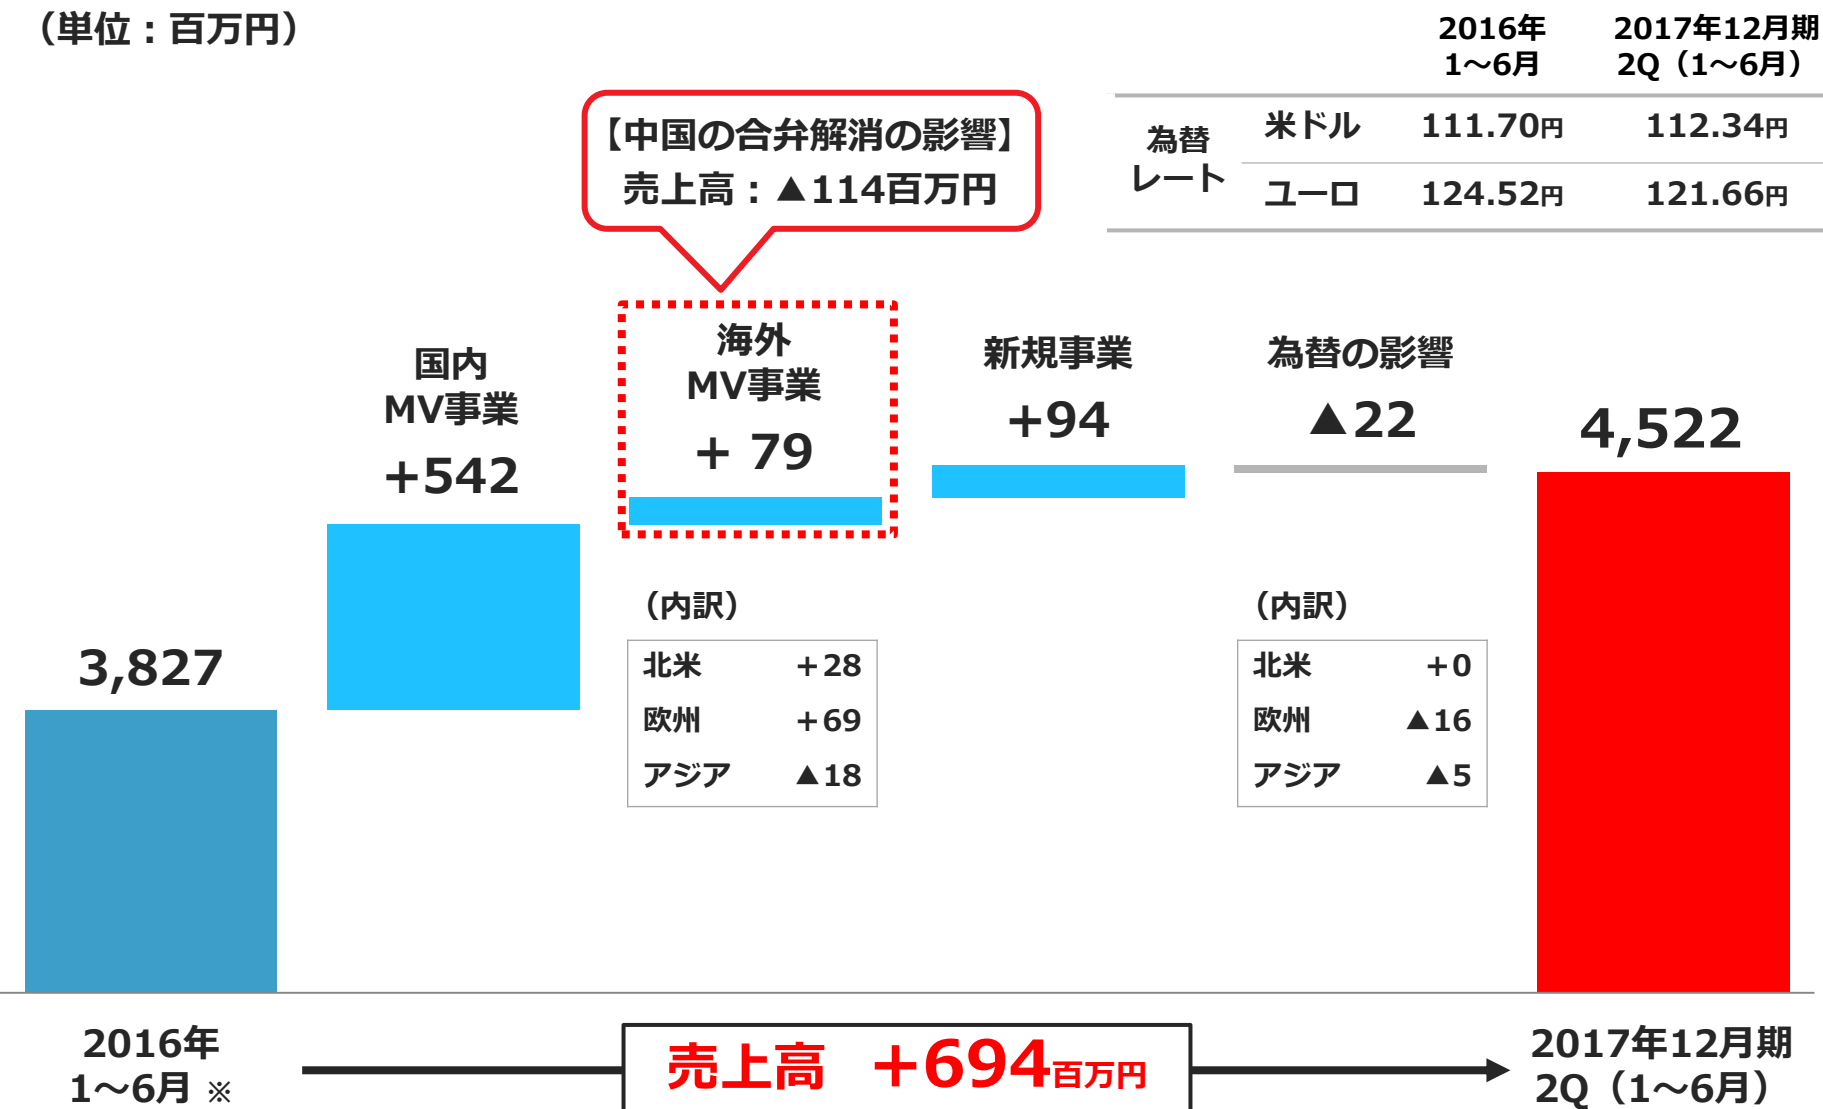 （単位：百万円）
2016年
1～6月
2017年12月期
2Q（1～6月）
為替
レート
米ドル 111.70円 112.34円
ユーロ 124.52円 121.66円
【中国の合弁解消の影響】
売上高：▲114百万円
国内
MV事業
+542
海外
MV事業
+ 79
新規事業
+94
為替の影響
▲22
4,522
3,827
（内訳）
北米 +28
欧州 +69
アジア ▲18
（内訳）
北米 +0
欧州 ▲16
アジア ▲5
2016年
1～6月 ※
売上高 +694百万円
2017年12月期
2Q（1～6月）